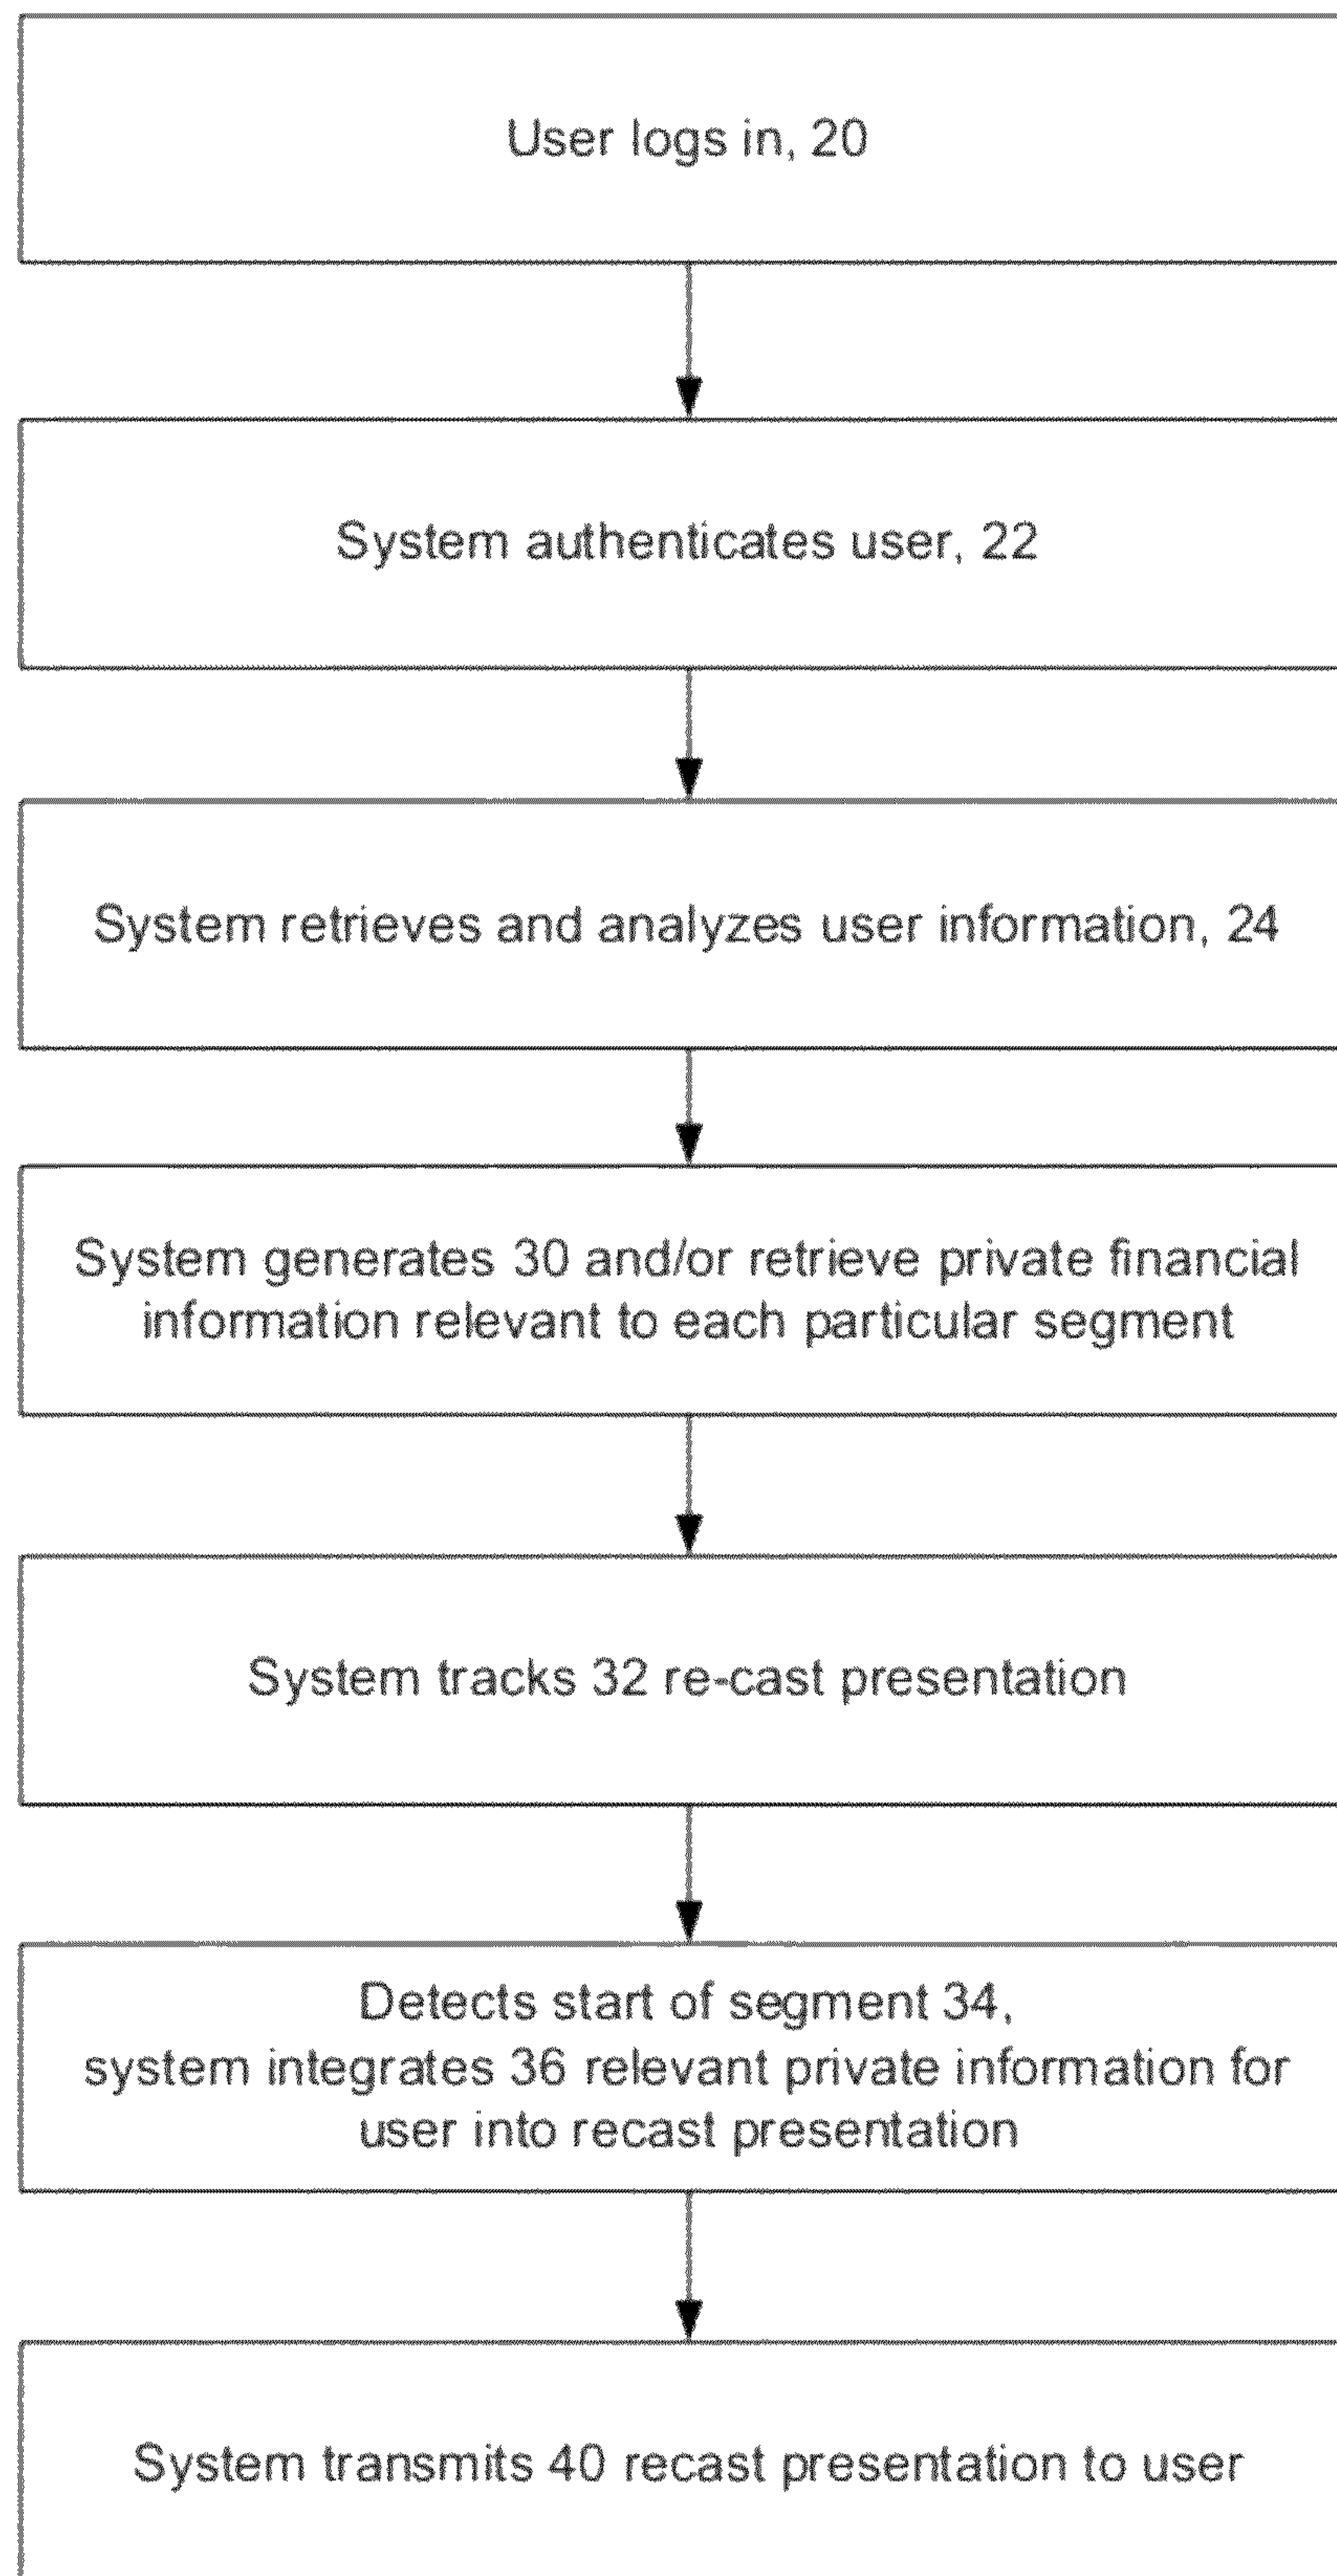 User logs in, 20
System authenticates user, 22
System retrieves and analyzes user information, 24
System generates 30 and/or retrieve private financial
information relevant to each particular segment
System tracks 32 re-cast presentation
Detects start of segment 34,
system integrates 36 relevant private information for
user into recast presentation
System transmits 40 recast presentation to user